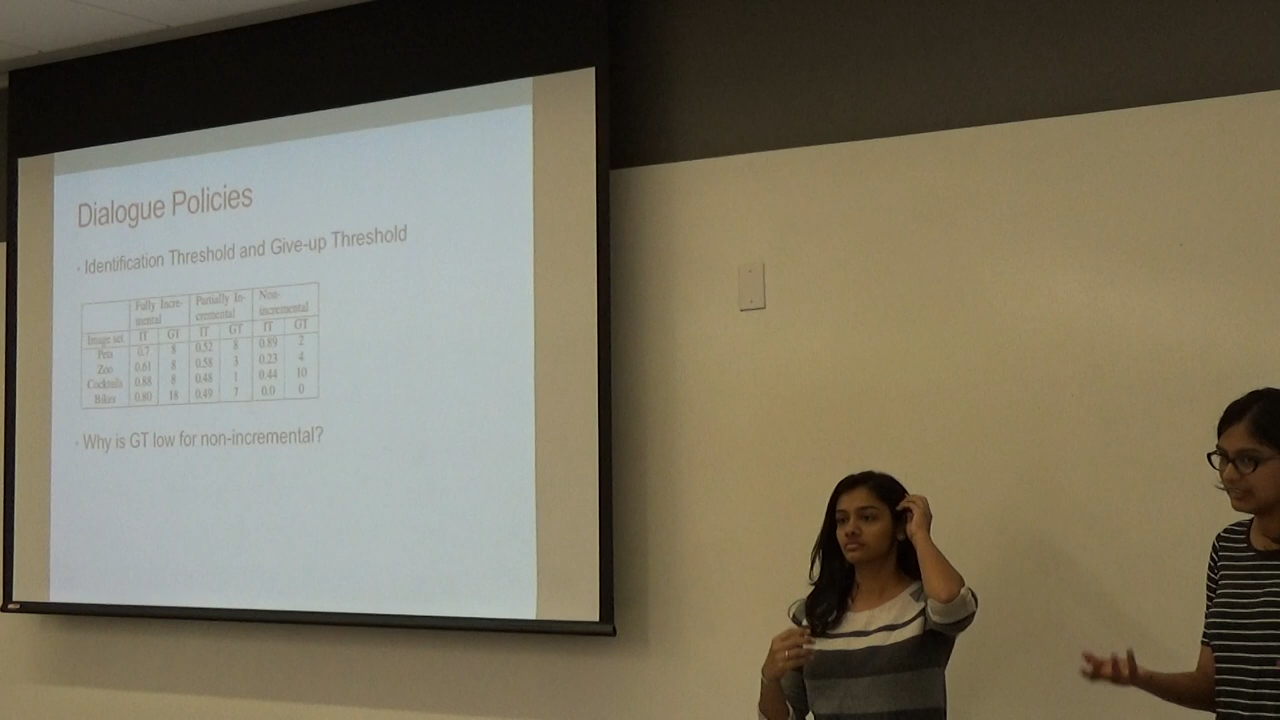 Dialogue Policies
· Identification Threshold and Give-up Threshold
Fully Incre- Partially In- Non-
mental cremental incremental
Image set IT GT IT GT IT GT
Pets 0.7 8 0.52 8 0.89 2
Zoo 0.61 8 0.58 3 0.23 4
Cocktails 0.88 8 0.48 1 0.44 10
Bikes 0.80 18 0.49 7 0.0 0
· Why is GT low for non-incremental?